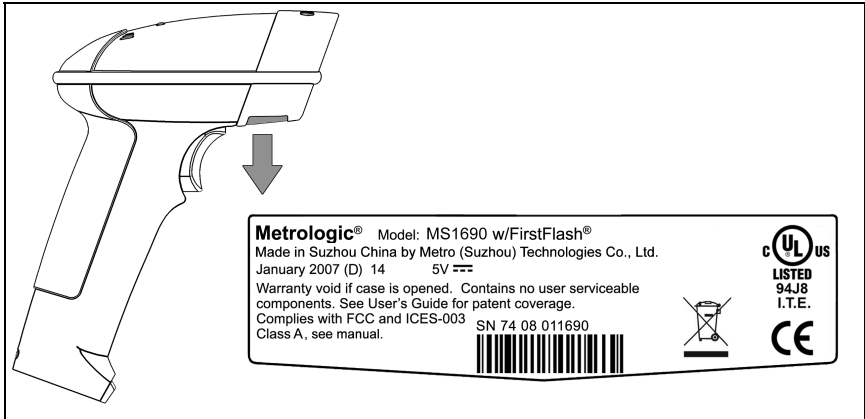 Metrologic® Model: MS1690 w/FirstFlash®
Made in Suzhou China by Metro (Suzhou) Technologies Co., Ltd.
January 2007 (D) 14 5V
Warranty void if case is opened. Contains no user serviceable
components. See User's Guide for patent coverage.
Complies with FCC and ICES-003
Class A, see manual.
SN 74 08 011690
C UL US
LISTED
94J8
I.T.E.
CE